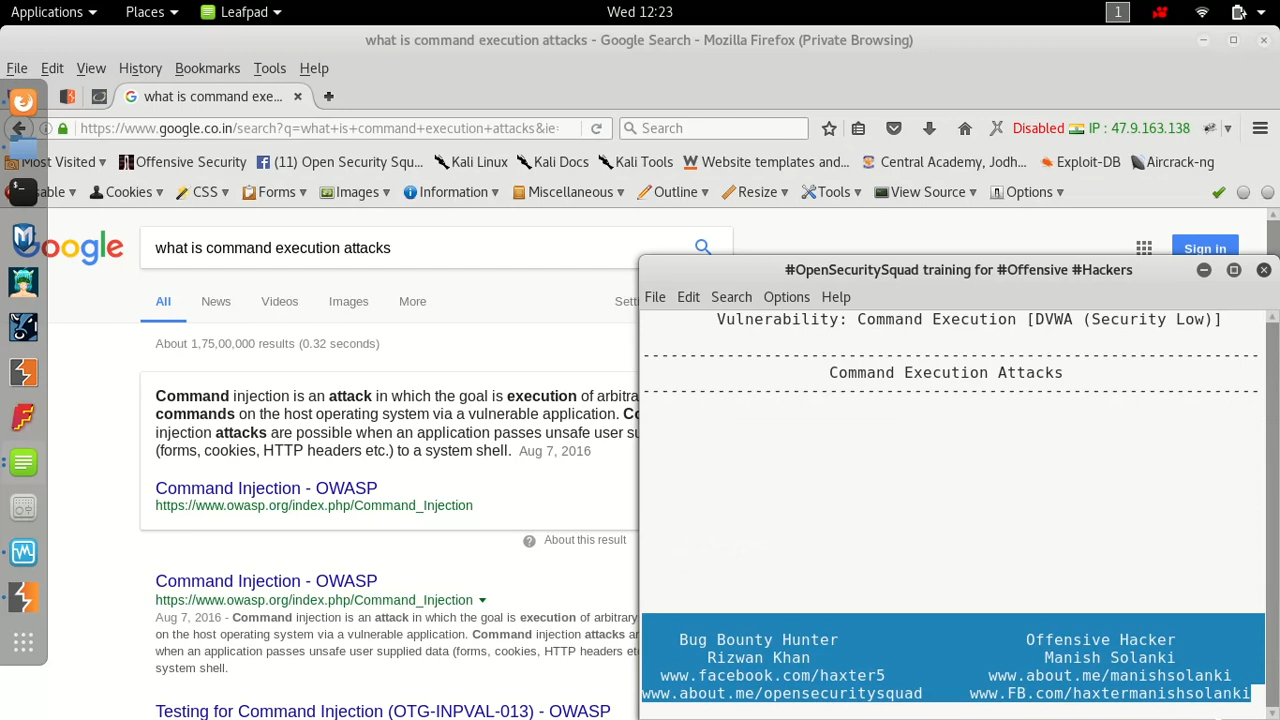 Applications Places Leafpad Wed 12:23 1
what is command execution attacks - Google Search - Mozilla Firefox (Private Browsing)
File Edit View History Bookmarks Tools Help
what is command exe...
https://www.google.co.in/search?q=what+is+command+execution+attacks&ie= Search Disabled IP : 47.9.163.138
Most Visited Offensive Security (11) Open Security Squ... Kali Linux Kali Docs Kali Tools Website templates and... Central Academy, Jodh... Exploit-DB Aircrack-ng
able Cookies CSS Forms Images Information Miscellaneous Outline Resize Tools View Source Options
oogle what is command execution attacks Sign in
All News Videos Images More Setti
About 1,75,00,000 results (0.32 seconds)
Command injection is an attack in which the goal is execution of arbitra
commands on the host operating system via a vulnerable application. Co
injection attacks are possible when an application passes unsafe user su
(forms, cookies, HTTP headers etc.) to a system shell. Aug 7, 2016
Command Injection - OWASP
https://www.owasp.org/index.php/Command_Injection
About this result
Command Injection - OWASP
https://www.owasp.org/index.php/Command_Injection
Aug 7, 2016 - Command injection is an attack in which the goal is execution of arbitrary
on the host operating system via a vulnerable application. Command injection attacks ar
when an application passes unsafe user supplied data (forms, cookies, HTTP headers etc
system shell.
Testing for Command Injection (OTG-INPVAL-013) - OWASP
#OpenSecuritySquad training for #Offensive #Hackers
File Edit Search Options Help
Vulnerability: Command Execution [DVWA (Security Low)]
------------------------------------------------------------------
Command Execution Attacks
------------------------------------------------------------------
Bug Bounty Hunter Offensive Hacker
Rizwan Khan Manish Solanki
www.facebook.com/haxter5 www.about.me/manishsolanki
www.about.me/opensecuritysquad www.FB.com/haxtermanishsolanki